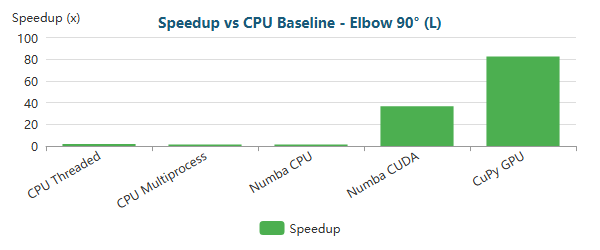 Speedup (x)
Speedup vs CPU Baseline - Elbow 90° (L)
100
80
60
40
20
0
CPU Threaded
CPU Multiprocess
Numba CPU
Numba CUDA
CuPy GPU
Speedup